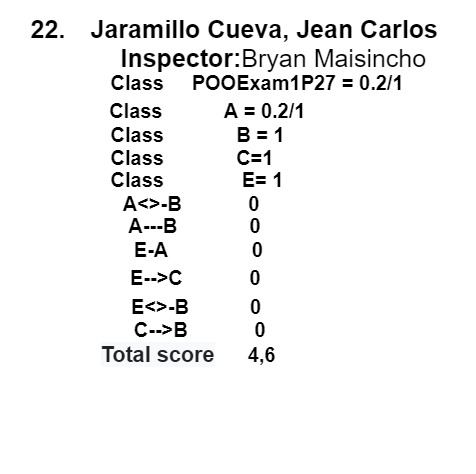 22. Jaramillo Cueva, Jean Carlos
Inspector:Bryan Maisincho
Class POOExam1P27 = 0.2/1
Class A = 0.2/1
Class B = 1
Class C=1
Class E= 1
A<>-B 0
A---B 0
E-A 0
E-->C 0
E<>-B 0
C-->B 0
Total score 4,6